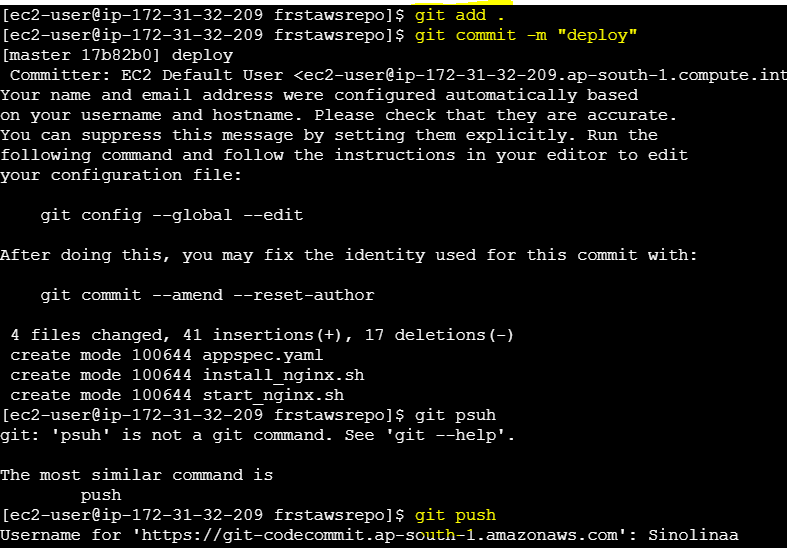 [ec2-user@ip-172-31-32-209 frstawsrepo]$ git add .
[ec2-user@ip-172-31-32-209 frstawsrepo]$ git commit -m "deploy"
[master 17b82b0] deploy
 Committer: EC2 Default User <ec2-user@ip-172-31-32-209.ap-south-1.compute.int
Your name and email address were configured automatically based
on your username and hostname. Please check that they are accurate.
You can suppress this message by setting them explicitly. Run the
following command and follow the instructions in your editor to edit
your configuration file:

    git config --global --edit

After doing this, you may fix the identity used for this commit with:

    git commit --amend --reset-author

 4 files changed, 41 insertions(+), 17 deletions(-)
 create mode 100644 appspec.yaml
 create mode 100644 install_nginx.sh
 create mode 100644 start_nginx.sh
[ec2-user@ip-172-31-32-209 frstawsrepo]$ git psuh
git: 'psuh' is not a git command. See 'git --help'.

The most similar command is
        push
[ec2-user@ip-172-31-32-209 frstawsrepo]$ git push
Username for 'https://git-codecommit.ap-south-1.amazonaws.com': Sinolinaa